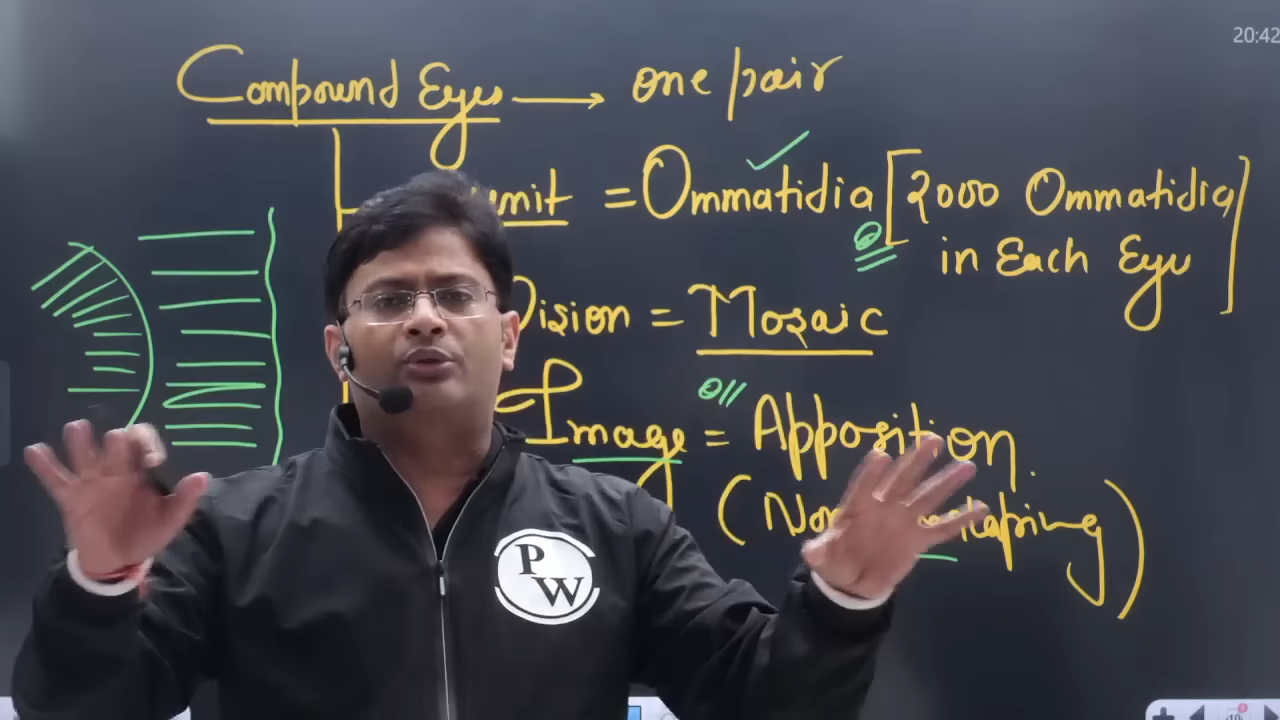 20:42
Compound Eyes → one pair
unit = Ommatidia [2000 Ommatidia
in Each Eye]
Vision = Mosaic
Image = Apposition
(Non
PW